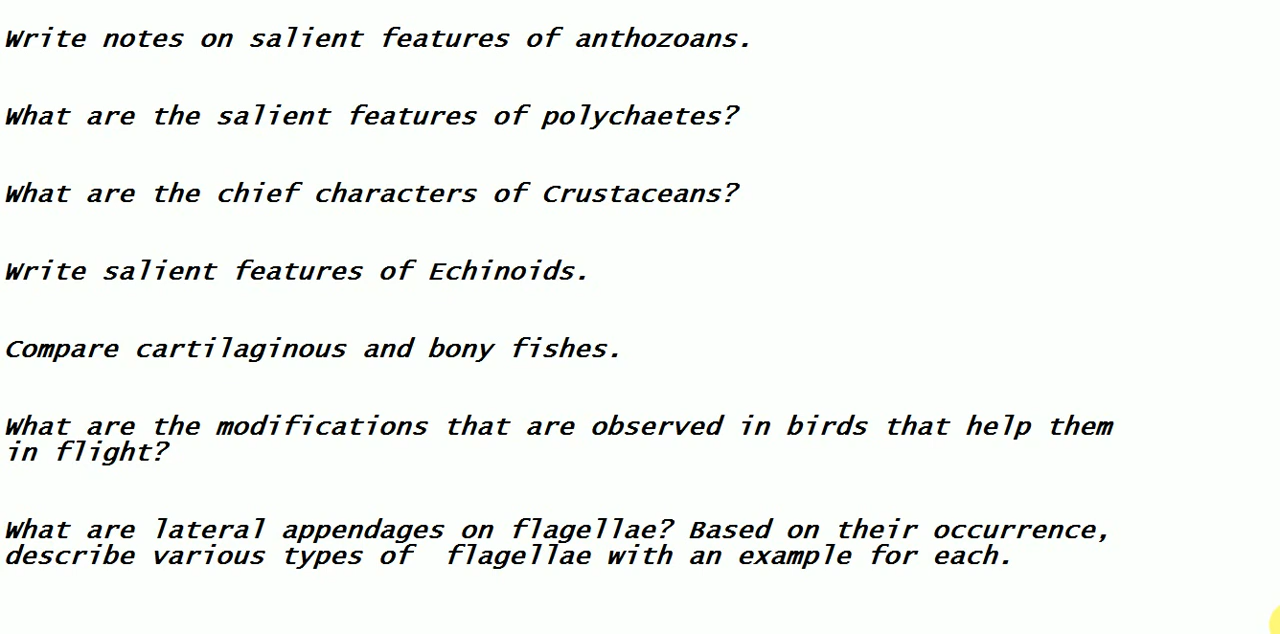 Write notes on salient features of anthozoans.
What are the salient features of polychaetes?
What are the chief characters of Crustaceans?
Write salient features of Echinoids.
Compare cartilaginous and bony fishes.
What are the modifications that are observed in birds that help them
in flight?
What are lateral appendages on flagellae? Based on their occurrence,
describe various types of  flagellae with an example for each.